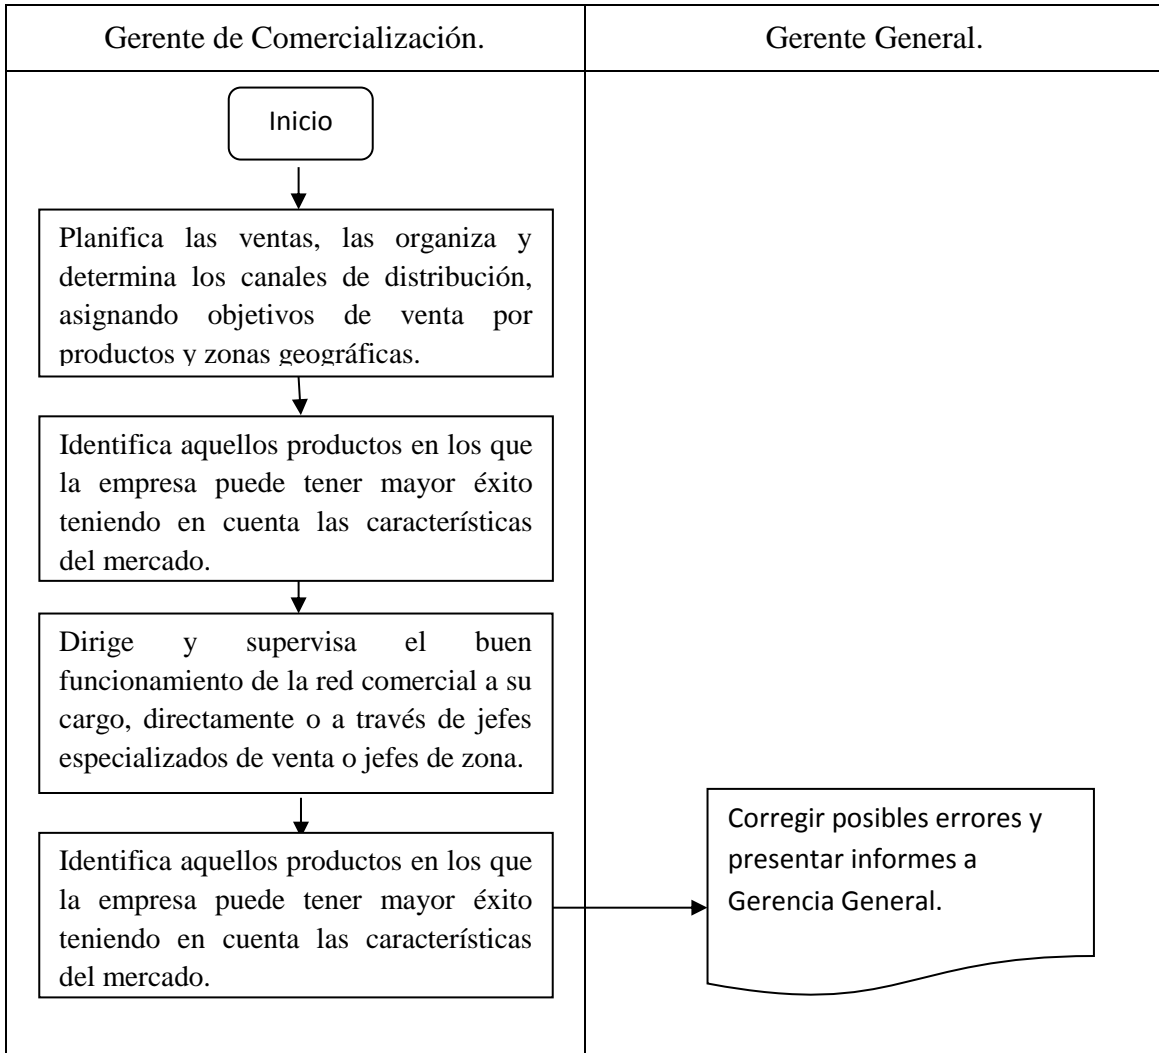 Gerente de Comercialización.
Gerente General.
Inicio
Planifica las ventas, las organiza y
determina los canales de distribución,
asignando objetivos de venta por
productos y zonas geográficas.
Identifica aquellos productos en los que
la empresa puede tener mayor éxito
teniendo en cuenta las características
del mercado.
Dirige y supervisa el buen
funcionamiento de la red comercial a su
cargo, directamente o a través de jefes
especializados de venta o jefes de zona.
Identifica aquellos productos en los que
la empresa puede tener mayor éxito
teniendo en cuenta las características
del mercado.
Corregir posibles errores y
presentar informes a
Gerencia General.